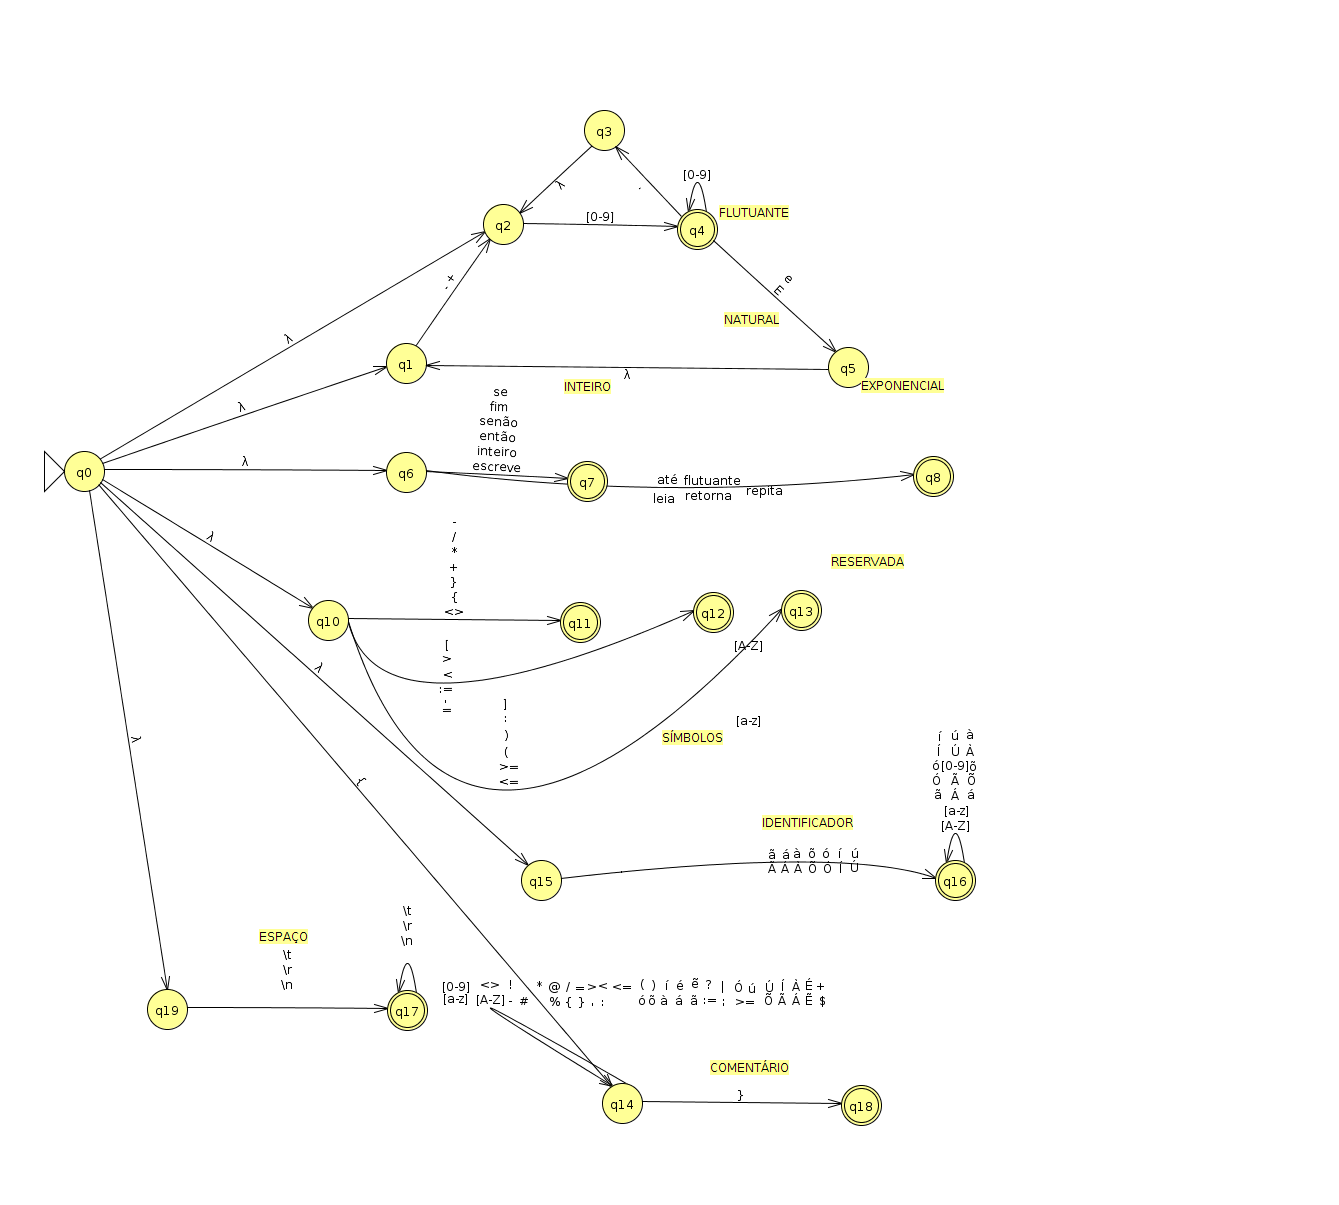 q3
[0-9]
FLUTUANTE
λ
.
q2
[0-9]
q4
- +
e
E
NATURAL
λ
q1
q5
λ
INTEIRO
EXPONENCIAL
se
fim
senão
então
inteiro
escreve
λ
λ
q0
q6
q7
q8
até flutuante
leia retorna repita
-
/
*
+
}
{
<>
λ
RESERVADA
q10
q11
q12
q13
[
>
<
:=
-
=
[A-Z]
λ
]
:
)
(
>=
<=
[a-z]
SÍMBOLOS
λ
{
í ú à
Í Ú À
ó [0-9] õ
Ó Ã Õ
ã Á á
[a-z]
[A-Z]
IDENTIFICADOR
ã á à õ ó í ú
Ã Á À Õ Ó Í Ú
q15
q16
\t
\r
\n
ESPAÇO
\t
\r
\n
q19
q17
[0-9] <> ! * @ / = > < <= ( ) í é ẽ ? | Ó ú Ú Í À É +
[a-z] [A-Z] - # % { } , : ó õ à á ã := ; >= Õ Ã Á Ẽ $
COMENTÁRIO
}
q14
q18